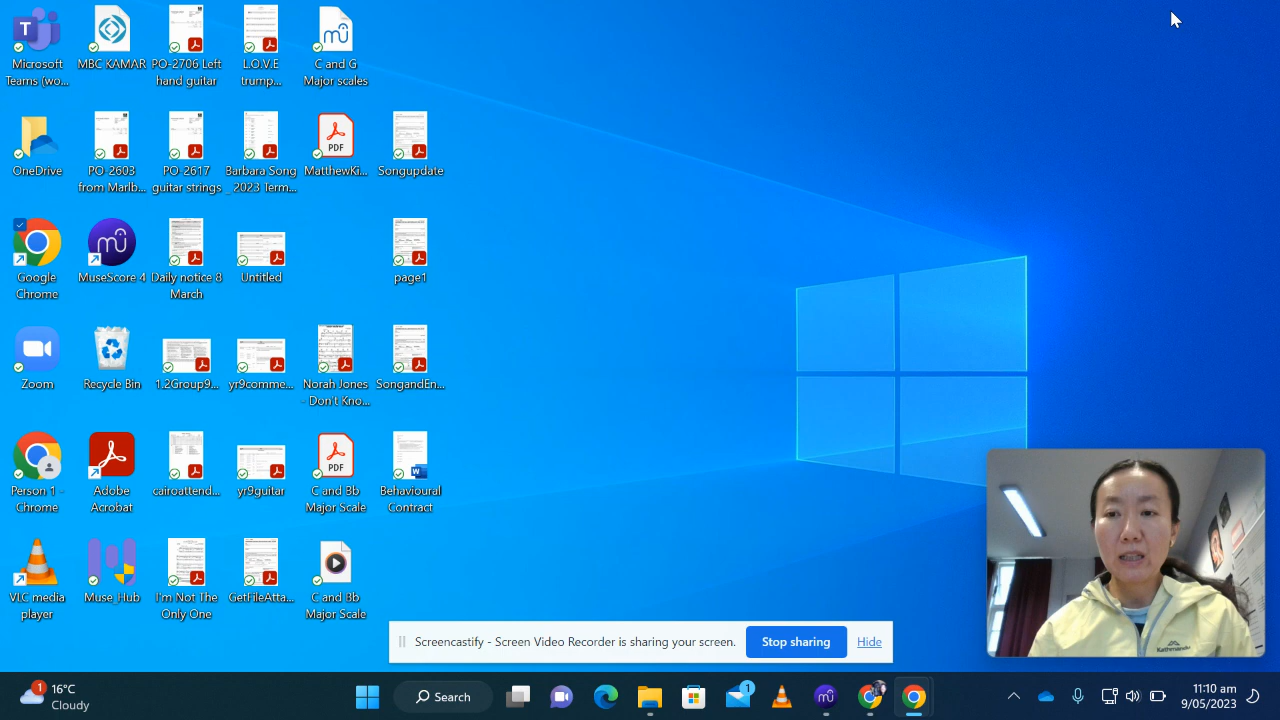 Microsoft
Teams (wo...
MBC KAMAR
PO-2706 Left
hand guitar
L.O.V.E
trump...
C and G
Major scales
OneDrive
PO-2603
from Marlb...
PO-2617
guitar strings
Barbara Song
_2023 Term...
PDF
MatthewKi...
Songupdate
Google
Chrome
MuseScore 4
Daily notice 8
March
Untitled
page1
Zoom
Recycle Bin
1.2Group9...
yr9comme...
Norah Jones
- Don't Kno...
SongandEn...
Person 1 -
Chrome
Adobe
Acrobat
cairoattend...
yr9guitar
PDF
C and Bb
Major Scale
Behavioural
Contract
VLC media
player
Muse_Hub
I'm Not The
Only One
GetFileAtta...
C and Bb
Major Scale
Screencastify - Screen Video Recorder is sharing your screen.
Stop sharing
Hide
Kathmandu
1
16°C
Cloudy
Search
1
11:10 am
9/05/2023